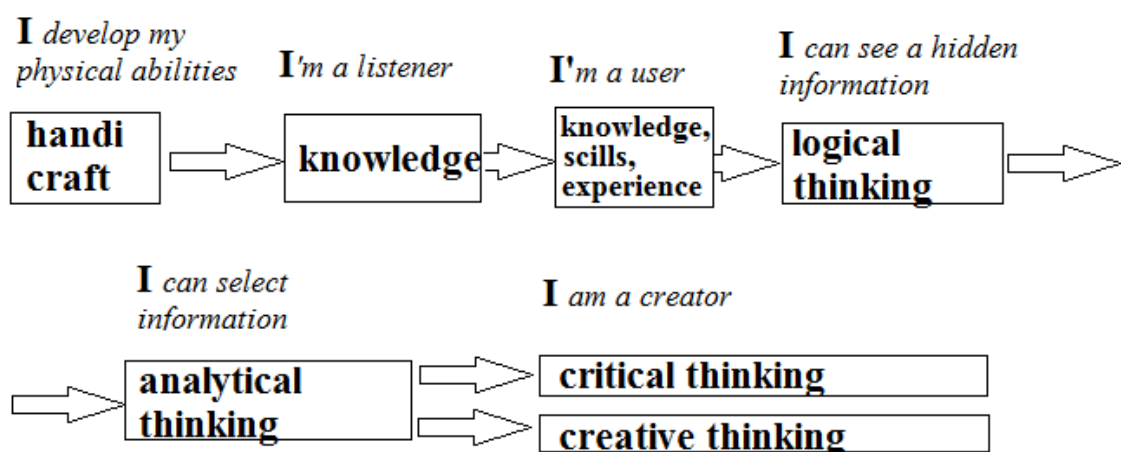 I develop my
physical abilities
handi
craft
I'm a listener
knowledge
I'm a user
knowledge,
scills,
experience
I can see a hidden
information
logical
thinking
I can select
information
analytical
thinking
I am a creator
critical thinking
creative thinking